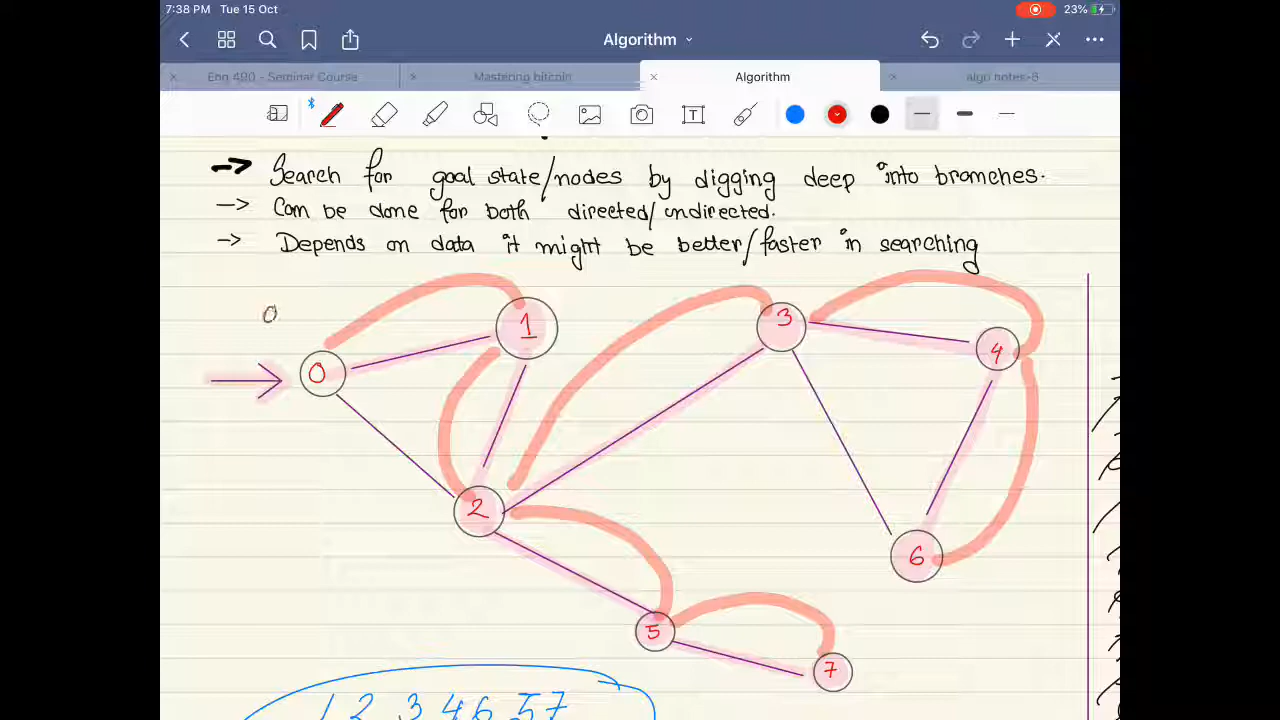 7:38 PM Tue 15 Oct
23%
Algorithm
Eng 490 - Seminar Course
Mastering bitcoin
Algorithm
algo notes-8
T
-> Search for goal state/nodes by digging deep into branches.
-> Can be done for both directed/undirected.
-> Depends on data it might be better/faster in searching
0
1
3
4
0
2
6
5
7
1 2 3 4 6 5 7